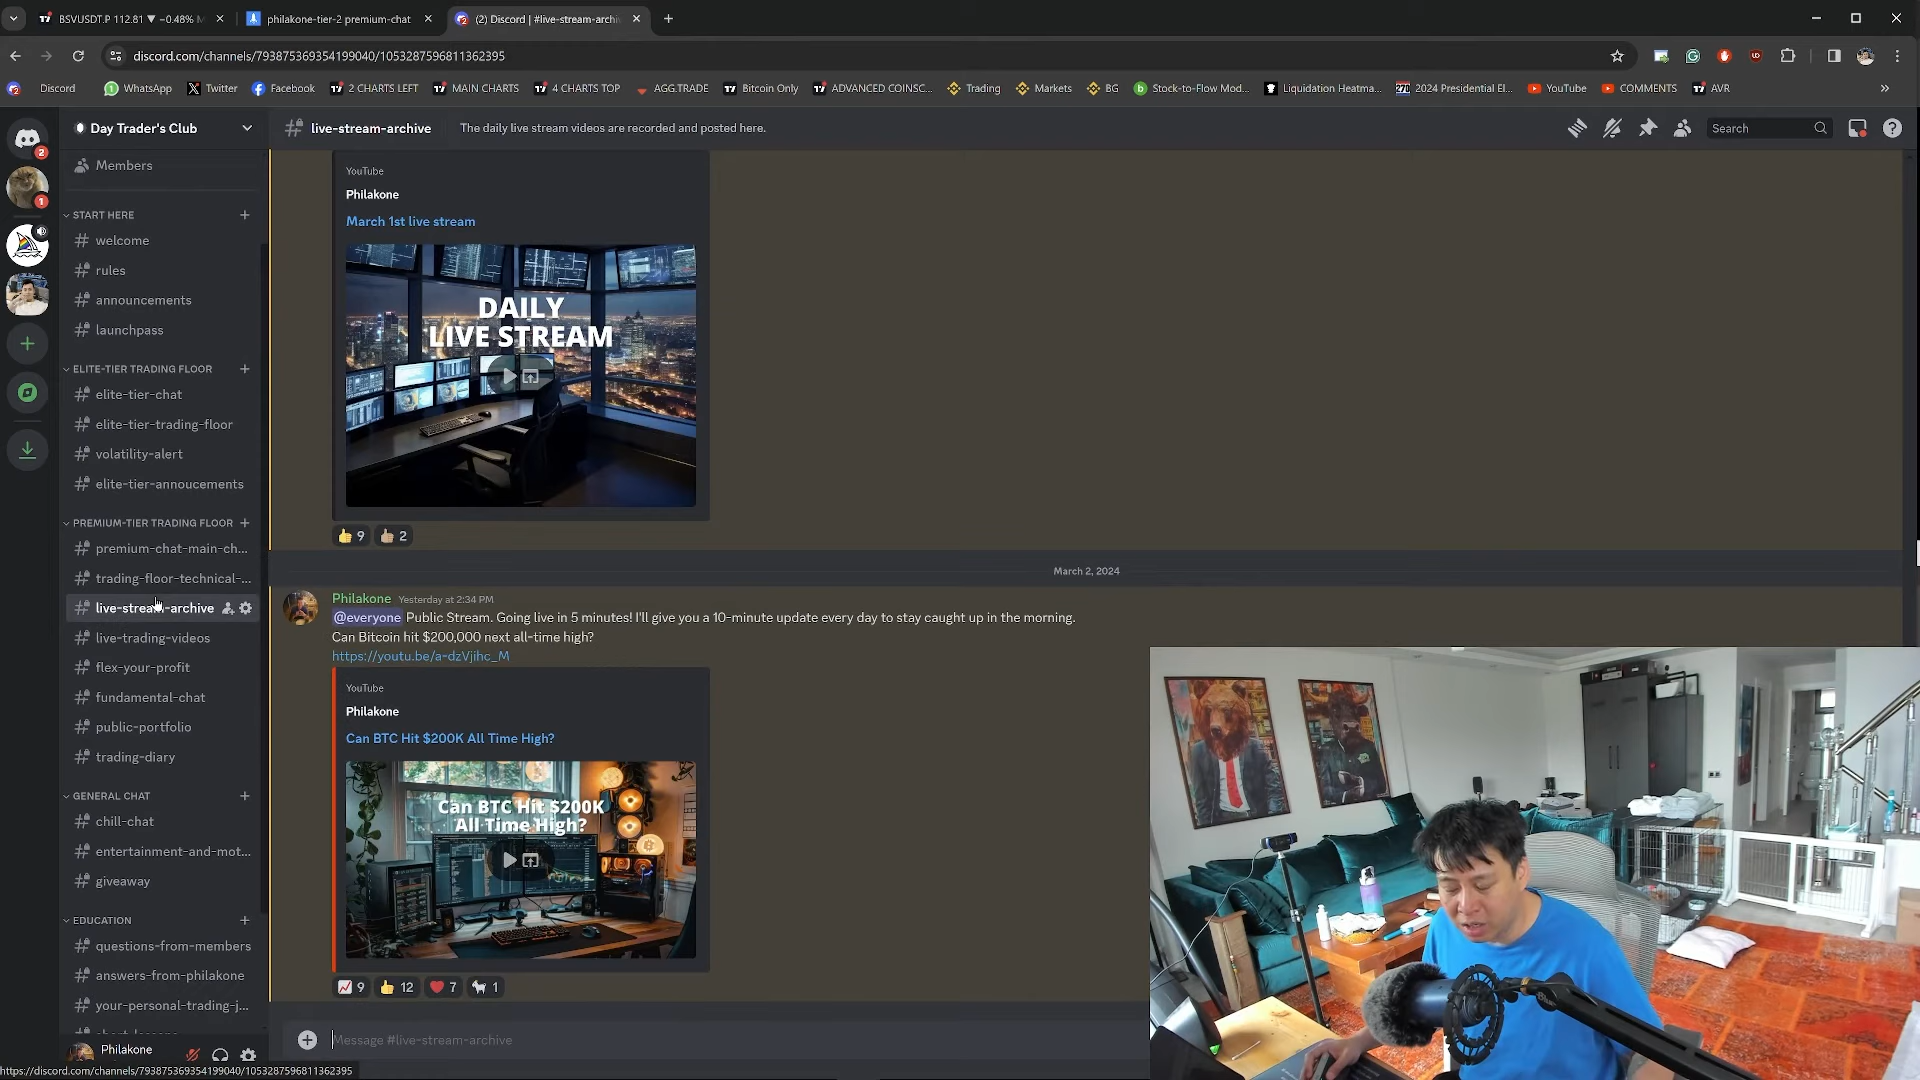 BSVUSDT.P 112.81 ▼ −0.48%
philakone-tier-2 premium-chat
(2) Discord | #live-stream-archi
discord.com/channels/793875369354199040/1053287596811362395
Discord
WhatsApp
Twitter
Facebook
2 CHARTS LEFT
MAIN CHARTS
4 CHARTS TOP
AGG.TRADE
Bitcoin Only
ADVANCED COINSC...
Trading
Markets
BG
Stock-to-Flow Mod...
Liquidation Heatma...
2024 Presidential El...
YouTube
COMMENTS
AVR
Day Trader's Club
live-stream-archive
The daily live stream videos are recorded and posted here.
Search
2
1
Members
START HERE
welcome
rules
announcements
launchpass
ELITE-TIER TRADING FLOOR
elite-tier-chat
elite-tier-trading-floor
volatility-alert
elite-tier-annoucements
PREMIUM-TIER TRADING FLOOR
premium-chat-main-ch...
trading-floor-technical-...
live-stream-archive
live-trading-videos
flex-your-profit
fundamental-chat
public-portfolio
trading-diary
GENERAL CHAT
chill-chat
entertainment-and-mot...
giveaway
EDUCATION
questions-from-members
answers-from-philakone
your-personal-trading-j...
Philakone
https://discord.com/channels/793875369354199040/1053287596811362395
YouTube
Philakone
March 1st live stream
DAILY
LIVE STREAM
9
2
March 2, 2024
Philakone Yesterday at 2:34 PM
@everyone Public Stream. Going live in 5 minutes! I'll give you a 10-minute update every day to stay caught up in the morning.
Can Bitcoin hit $200,000 next all-time high?
https://youtu.be/a-dzVjihc_M
YouTube
Philakone
Can BTC Hit $200K All Time High?
Can BTC Hit $200K
All Time High?
9
12
7
1
Message #live-stream-archive